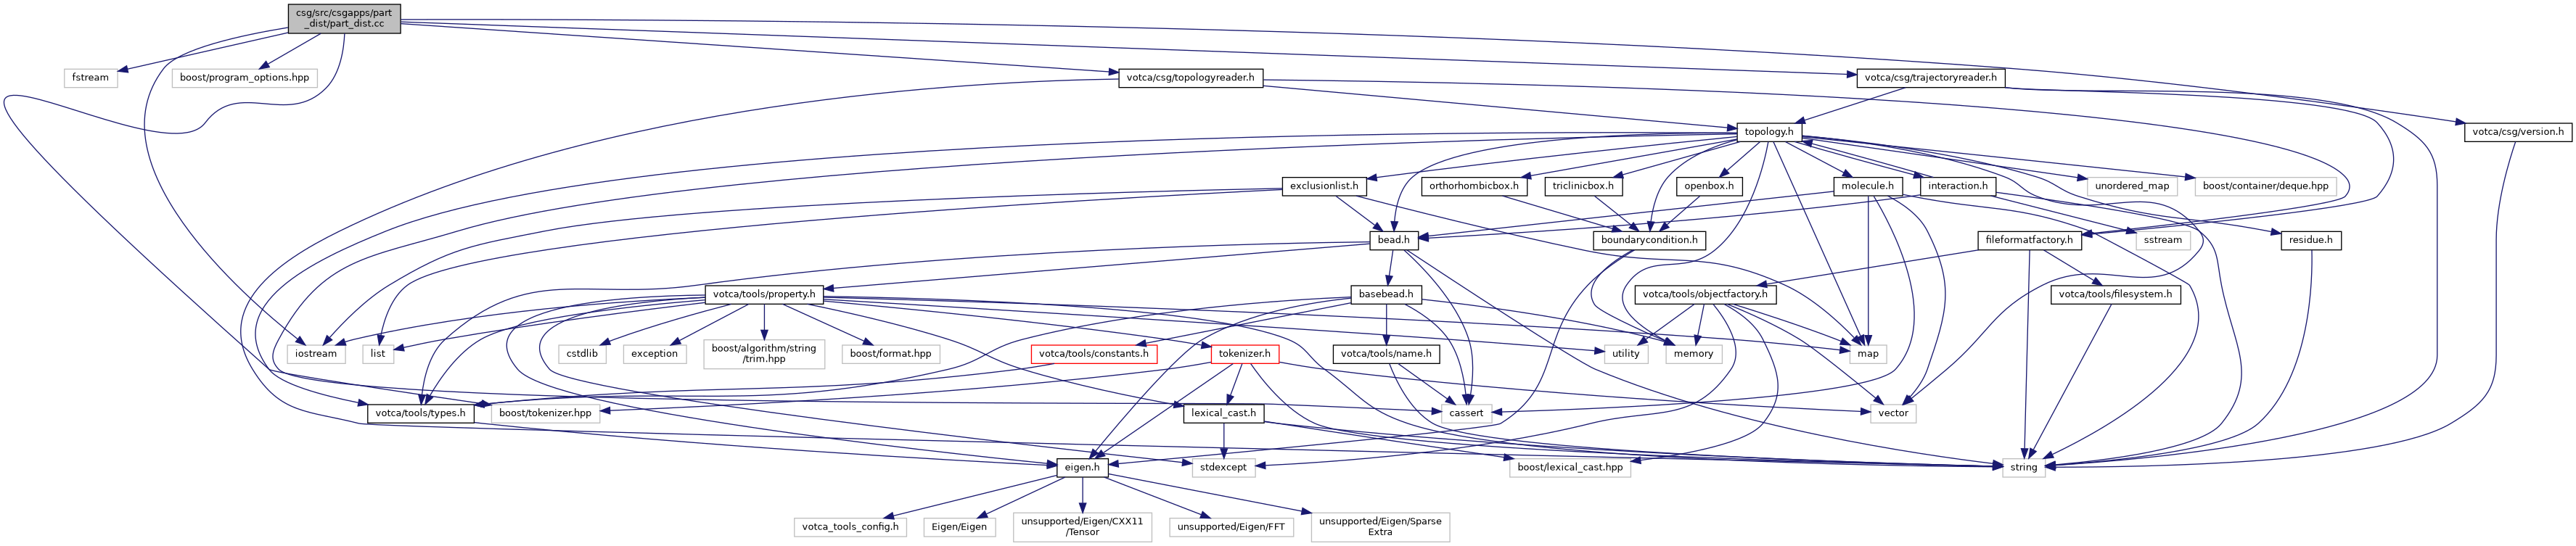 csg/src/csgapps/part
_dist/part_dist.cc
fstream
boost/program_options.hpp
votca/csg/topologyreader.h
votca/csg/trajectoryreader.h
topology.h
votca/csg/version.h
exclusionlist.h
orthorhombicbox.h
triclinicbox.h
openbox.h
molecule.h
interaction.h
unordered_map
boost/container/deque.hpp
bead.h
boundarycondition.h
fileformatfactory.h
sstream
residue.h
votca/tools/property.h
basebead.h
votca/tools/objectfactory.h
votca/tools/filesystem.h
iostream
list
cstdlib
exception
boost/algorithm/string
/trim.hpp
boost/format.hpp
votca/tools/constants.h
tokenizer.h
votca/tools/name.h
utility
memory
map
votca/tools/types.h
boost/tokenizer.hpp
lexical_cast.h
cassert
vector
eigen.h
stdexcept
boost/lexical_cast.hpp
string
votca_tools_config.h
Eigen/Eigen
unsupported/Eigen/CXX11
/Tensor
unsupported/Eigen/FFT
unsupported/Eigen/Sparse
Extra